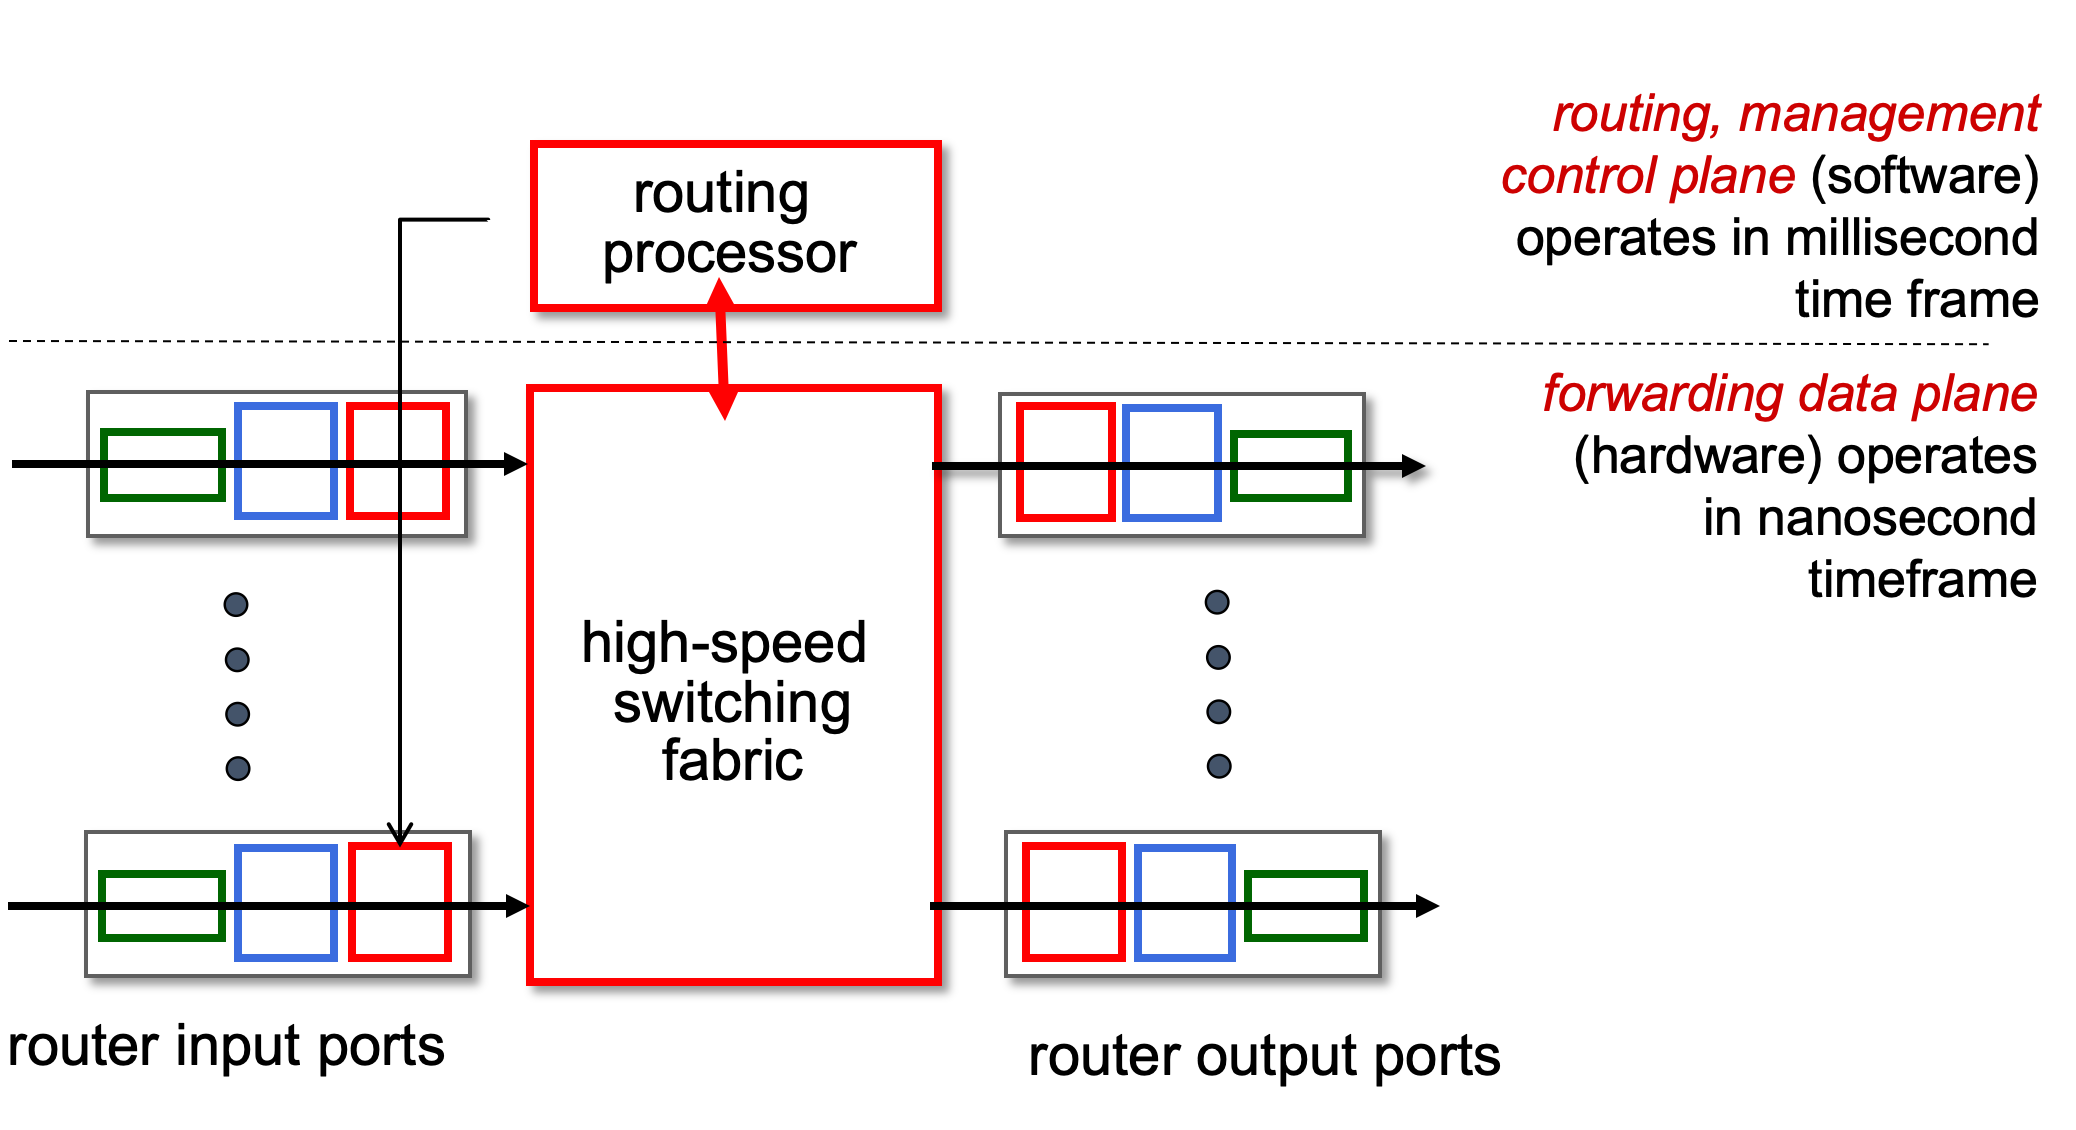 routing, management
control plane (software)
operates in millisecond
time frame
routing
processor
forwarding data plane
(hardware) operates
in nanosecond
timeframe
high-speed
switching
fabric
router input ports
router output ports